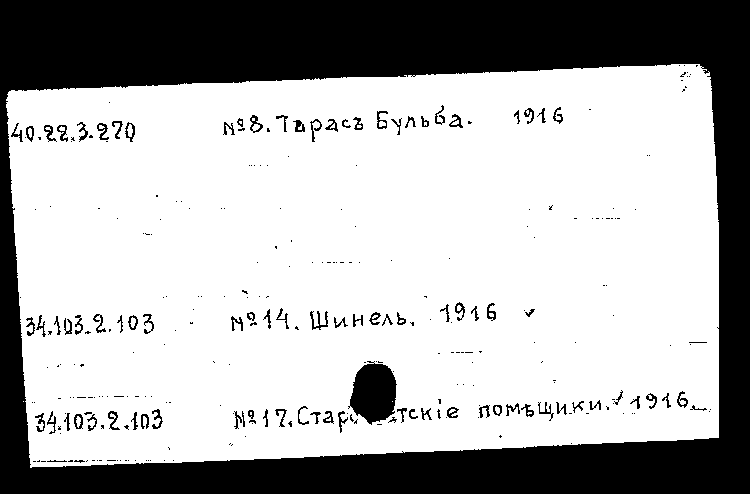 40.22.3.270 №8. Тарасъ Бульба. 1916
34.103.2.103 №14. Шинель. 1916 ✓
34.103.2.103 №17. помѣщики. ✓ 1916.